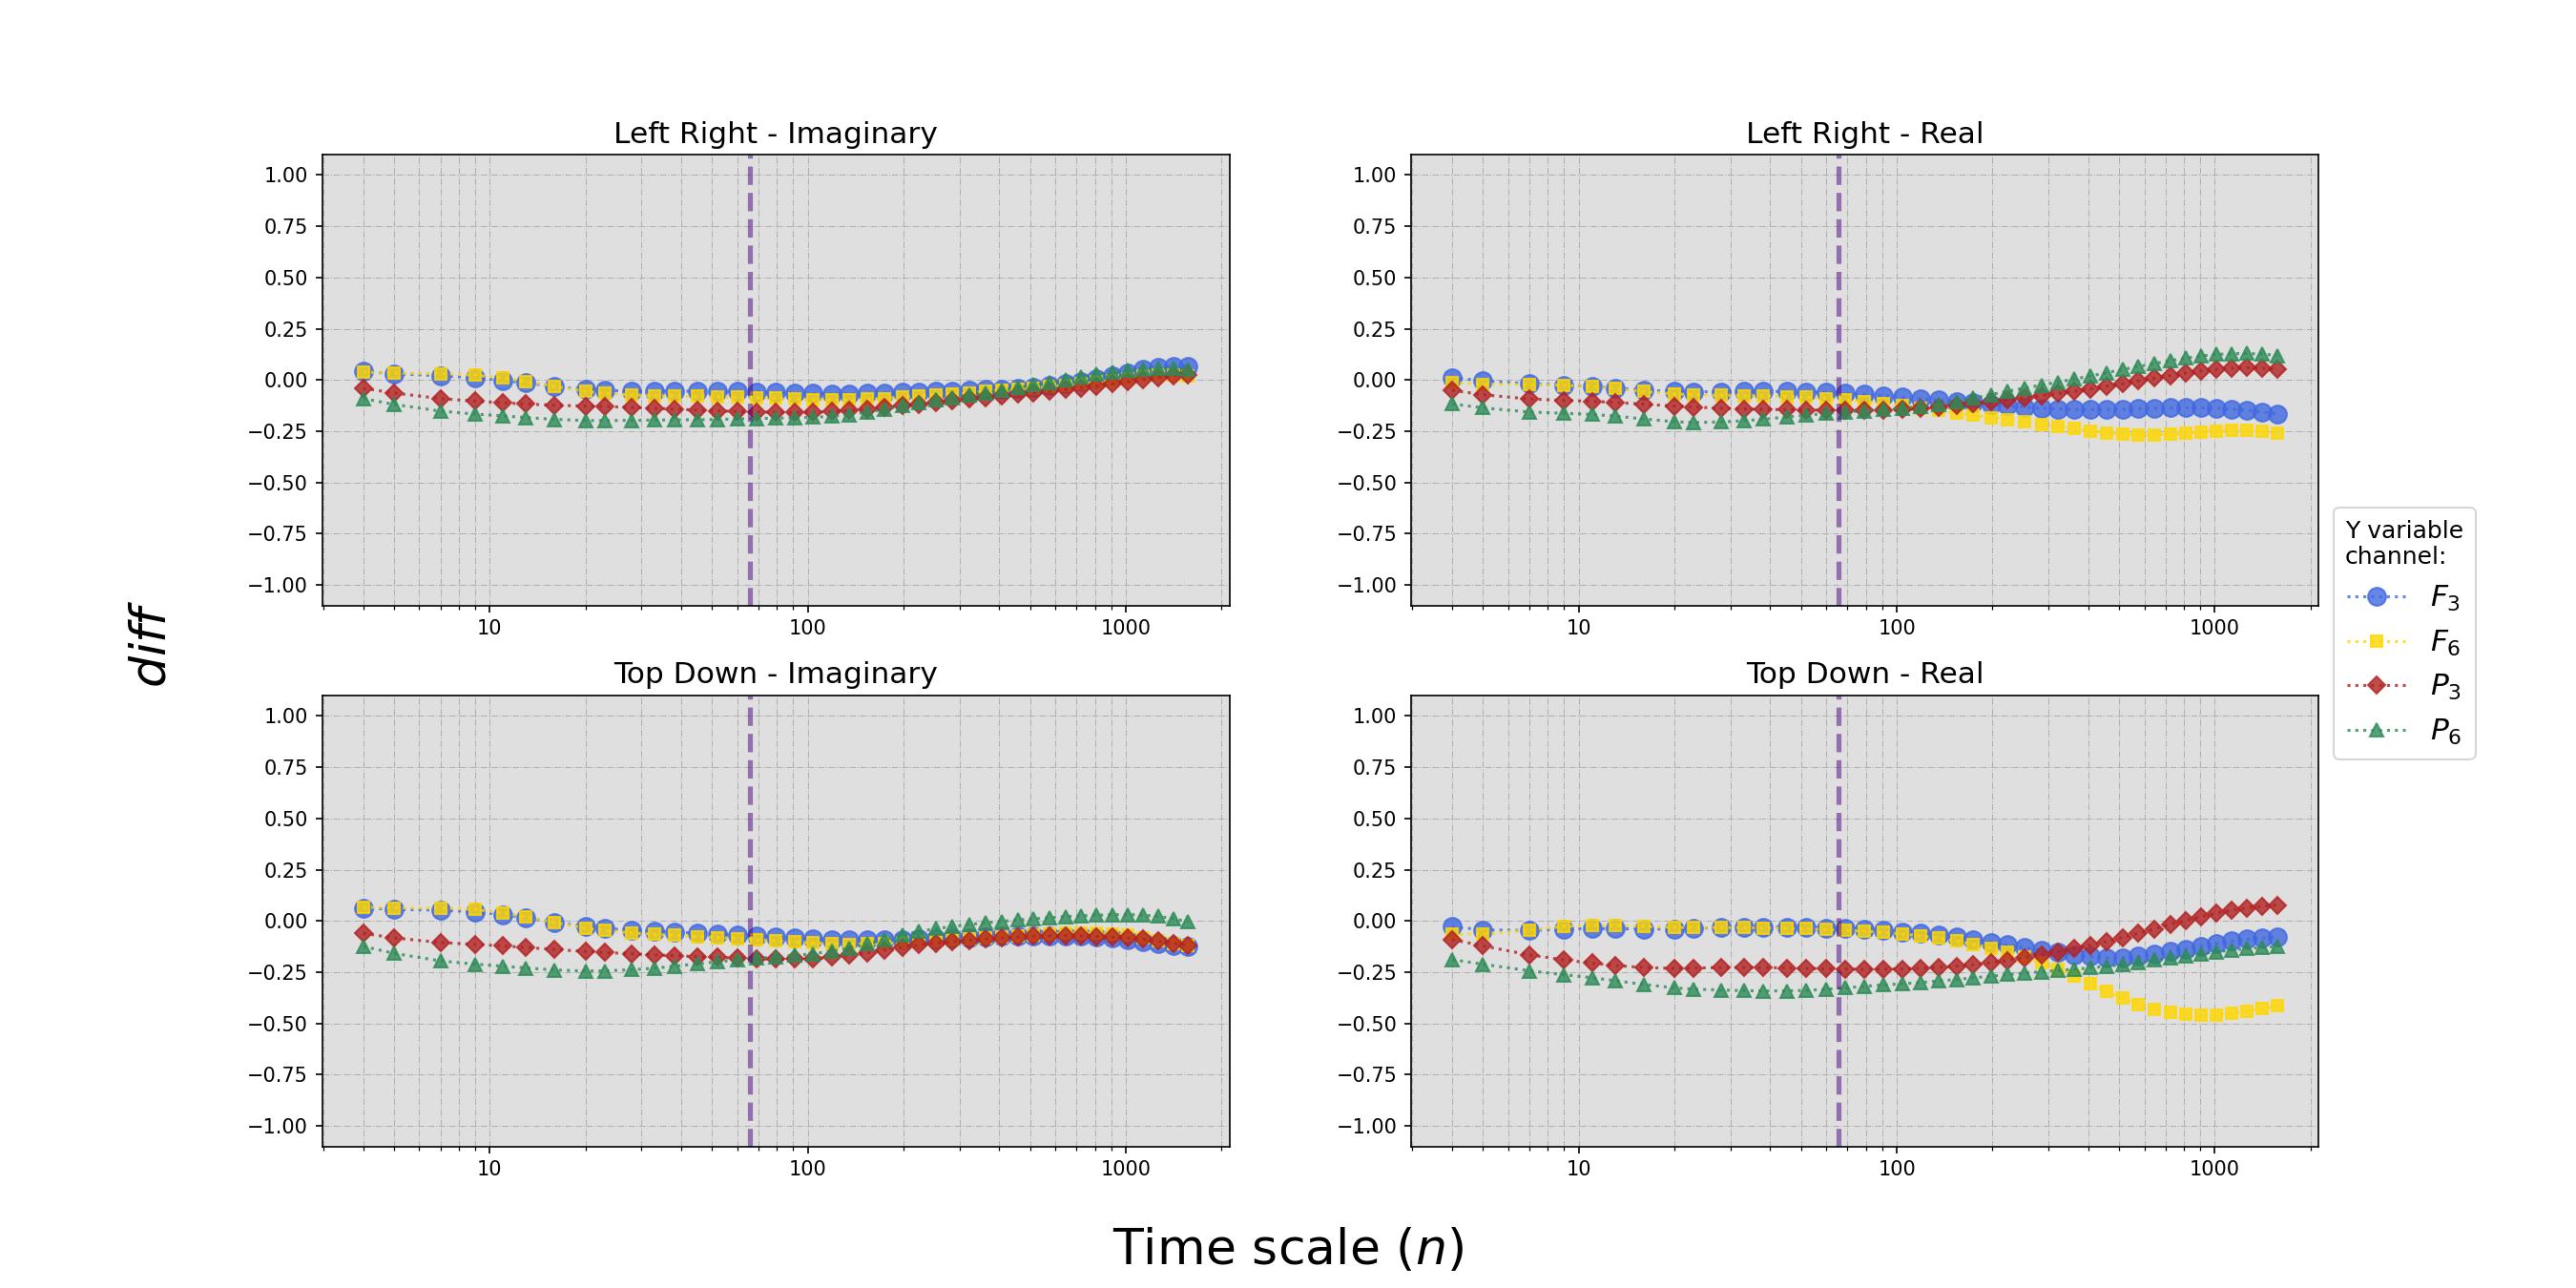 Left Right - Imaginary
1.00
0.75
0.50
0.25
0.00
−0.25
−0.50
−0.75
−1.00
10 100 1000
Left Right - Real
1.00
0.75
0.50
0.25
0.00
−0.25
−0.50
−0.75
−1.00
10 100 1000
Top Down - Imaginary
1.00
0.75
0.50
0.25
0.00
−0.25
−0.50
−0.75
−1.00
10 100 1000
Top Down - Real
1.00
0.75
0.50
0.25
0.00
−0.25
−0.50
−0.75
−1.00
10 100 1000
Y variable
channel:
F3
F6
P3
P6
diff
Time scale (n)